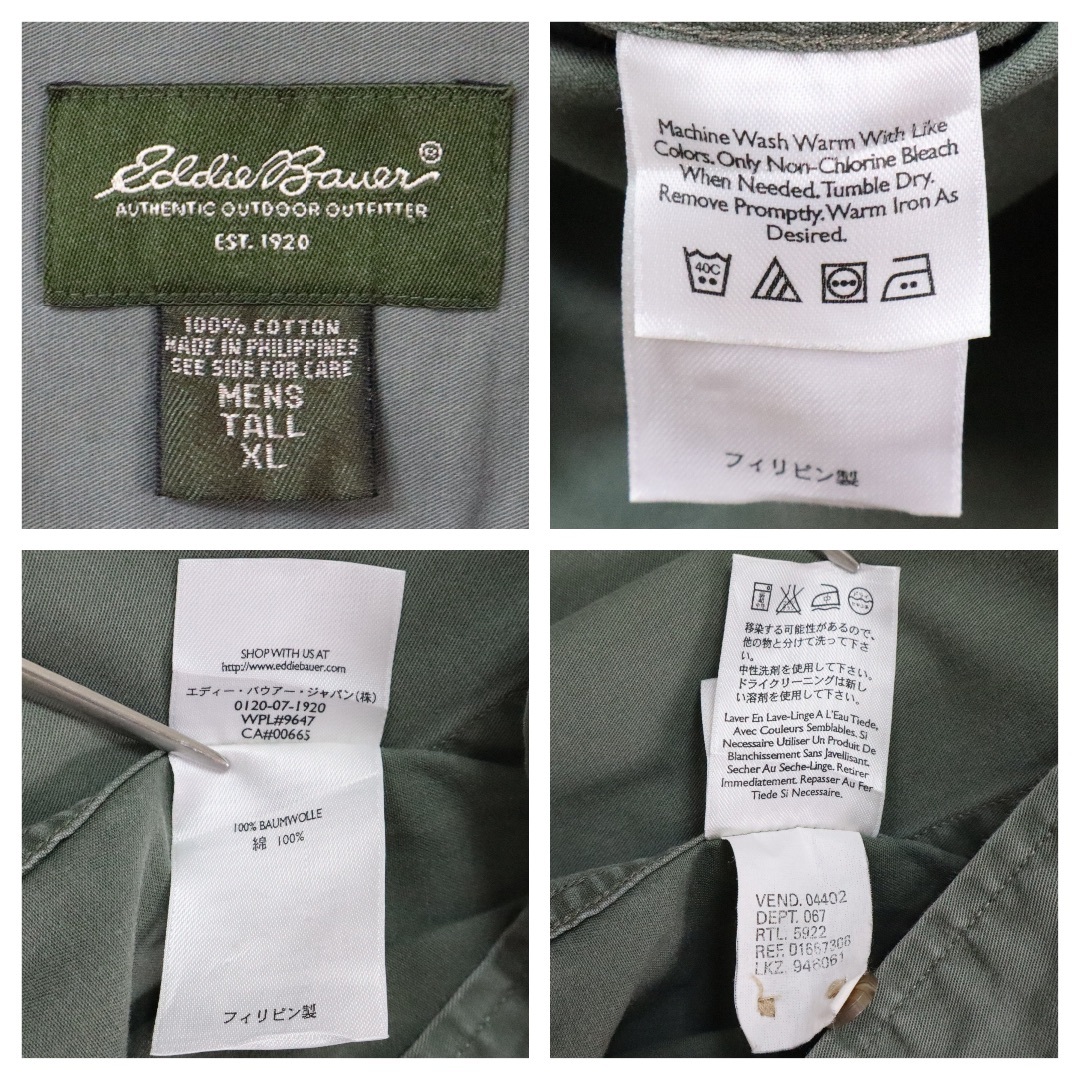 Eddie Bauer®
AUTHENTIC OUTDOOR OUTFITTER
EST. 1920
100% COTTON
MADE IN PHILIPPINES
SEE SIDE FOR CARE
MENS
TALL
XL
Machine Wash Warm With Like
Colors. Only Non-Chlorine Bleach
When Needed. Tumble Dry.
Remove Promptly. Warm Iron As
Desired.
40C
フィリピン製
SHOP WITH US AT
http://www.eddiebauer.com
エディー・バウアー・ジャパン(株)
0120-07-1920
WPL#9647
CA#00665
100% BAUMWOLLE
綿 100%
フィリピン製
中
移染する可能性があるので、
他の物と分けて洗って下さ
い。
中性洗剤を使用して下さい。
ドライクリーニングは新し
い溶剤を使用して下さい。
Laver En Lave-Linge A L'Eau Tiede,
Avec Couleurs Semblables. Si
Necessaire Utiliser Un Produit De
Blanchissement Sans Javellisant.
Secher Au Seche-Linge. Retirer
Immediatement. Repasser Au Fer
Tiede Si Necessaire.
VEND. 04402
DEPT. 067
RTL. 5922
REF. 01667306
LKZ. 948061